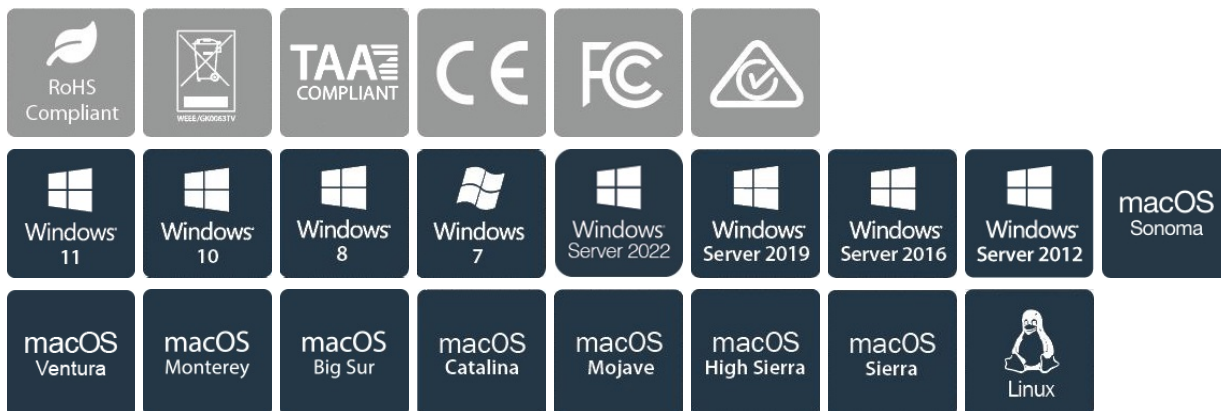 RoHS
Compliant
WEEE/GK0063TV
TAA
COMPLIANT
CE
FC
Windows
11
Windows
10
Windows
8
Windows
7
Windows
Server 2022
Windows
Server 2019
Windows
Server 2016
Windows
Server 2012
macOS
Sonoma
macOS
Ventura
macOS
Monterey
macOS
Big Sur
macOS
Catalina
macOS
Mojave
macOS
High Sierra
macOS
Sierra
Linux